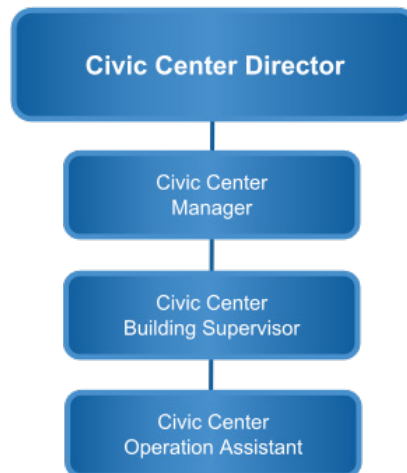 Civic Center Director
Civic Center
Manager
Civic Center
Building Supervisor
Civic Center
Operation Assistant